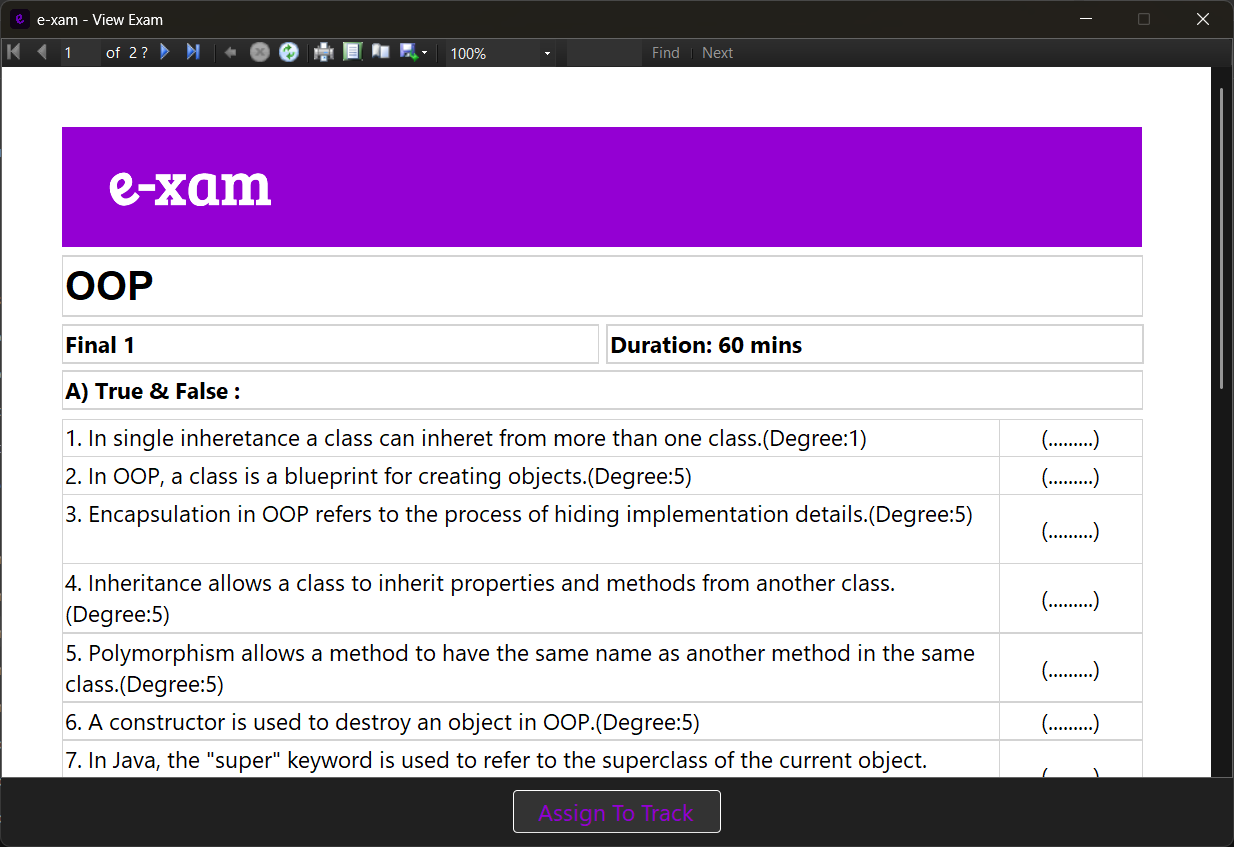 e e-xam - View Exam
1 of 2 ? 100% Find Next
e-xam
OOP
Final 1 Duration: 60 mins
A) True & False :
1. In single inheretance a class can inheret from more than one class.(Degree:1) (.........)
2. In OOP, a class is a blueprint for creating objects.(Degree:5) (.........)
3. Encapsulation in OOP refers to the process of hiding implementation details.(Degree:5) (.........)
4. Inheritance allows a class to inherit properties and methods from another class.
(Degree:5) (.........)
5. Polymorphism allows a method to have the same name as another method in the same
class.(Degree:5) (.........)
6. A constructor is used to destroy an object in OOP.(Degree:5) (.........)
7. In Java, the "super" keyword is used to refer to the superclass of the current object.
Assign To Track